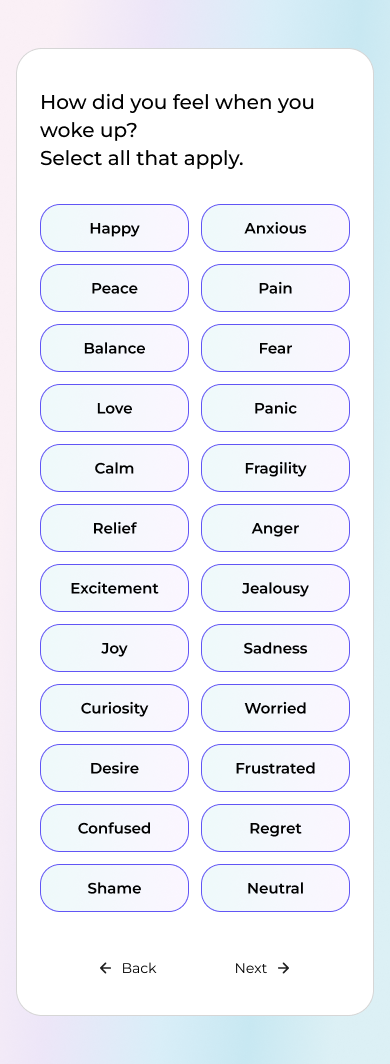 How did you feel when you
woke up?
Select all that apply.
Happy
Anxious
Peace
Pain
Balance
Fear
Love
Panic
Calm
Fragility
Relief
Anger
Excitement
Jealousy
Joy
Sadness
Curiosity
Worried
Desire
Frustrated
Confused
Regret
Shame
Neutral
Back
Next